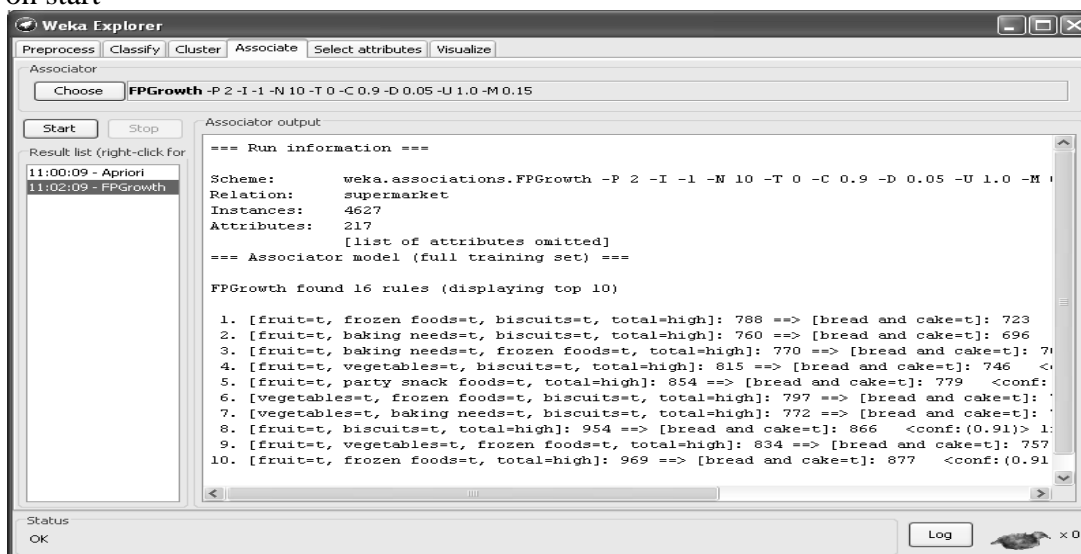 on start
Weka Explorer
Preprocess Classify Cluster Associate Select attributes Visualize
Associator
Choose FPGrowth -P 2 -I -1 -N 10 -T 0 -C 0.9 -D 0.05 -U 1.0 -M 0.15
Start Stop
Associator output
Result list (right-click for
11:00:09 - Apriori
11:02:09 - FPGrowth
=== Run information ===
Scheme: weka.associations.FPGrowth -P 2 -I -1 -N 10 -T 0 -C 0.9 -D 0.05 -U 1.0 -M
Relation: supermarket
Instances: 4627
Attributes: 217
[list of attributes omitted]
=== Associator model (full training set) ===
FPGrowth found 16 rules (displaying top 10)
1. [fruit=t, frozen foods=t, biscuits=t, total=high]: 788 ==> [bread and cake=t]: 723
2. [fruit=t, baking needs=t, biscuits=t, total=high]: 760 ==> [bread and cake=t]: 696
3. [fruit=t, baking needs=t, frozen foods=t, total=high]: 770 ==> [bread and cake=t]:
4. [fruit=t, vegetables=t, biscuits=t, total=high]: 815 ==> [bread and cake=t]: 746 <
5. [fruit=t, party snack foods=t, total=high]: 854 ==> [bread and cake=t]: 779 <conf:
6. [vegetables=t, frozen foods=t, biscuits=t, total=high]: 797 ==> [bread and cake=t]:
7. [vegetables=t, baking needs=t, biscuits=t, total=high]: 772 ==> [bread and cake=t]:
8. [fruit=t, biscuits=t, total=high]: 954 ==> [bread and cake=t]: 866 <conf:(0.91)>
9. [fruit=t, vegetables=t, frozen foods=t, total=high]: 834 ==> [bread and cake=t]: 757
10. [fruit=t, frozen foods=t, total=high]: 969 ==> [bread and cake=t]: 877 <conf:(0.91
Status
OK
Log
x 0